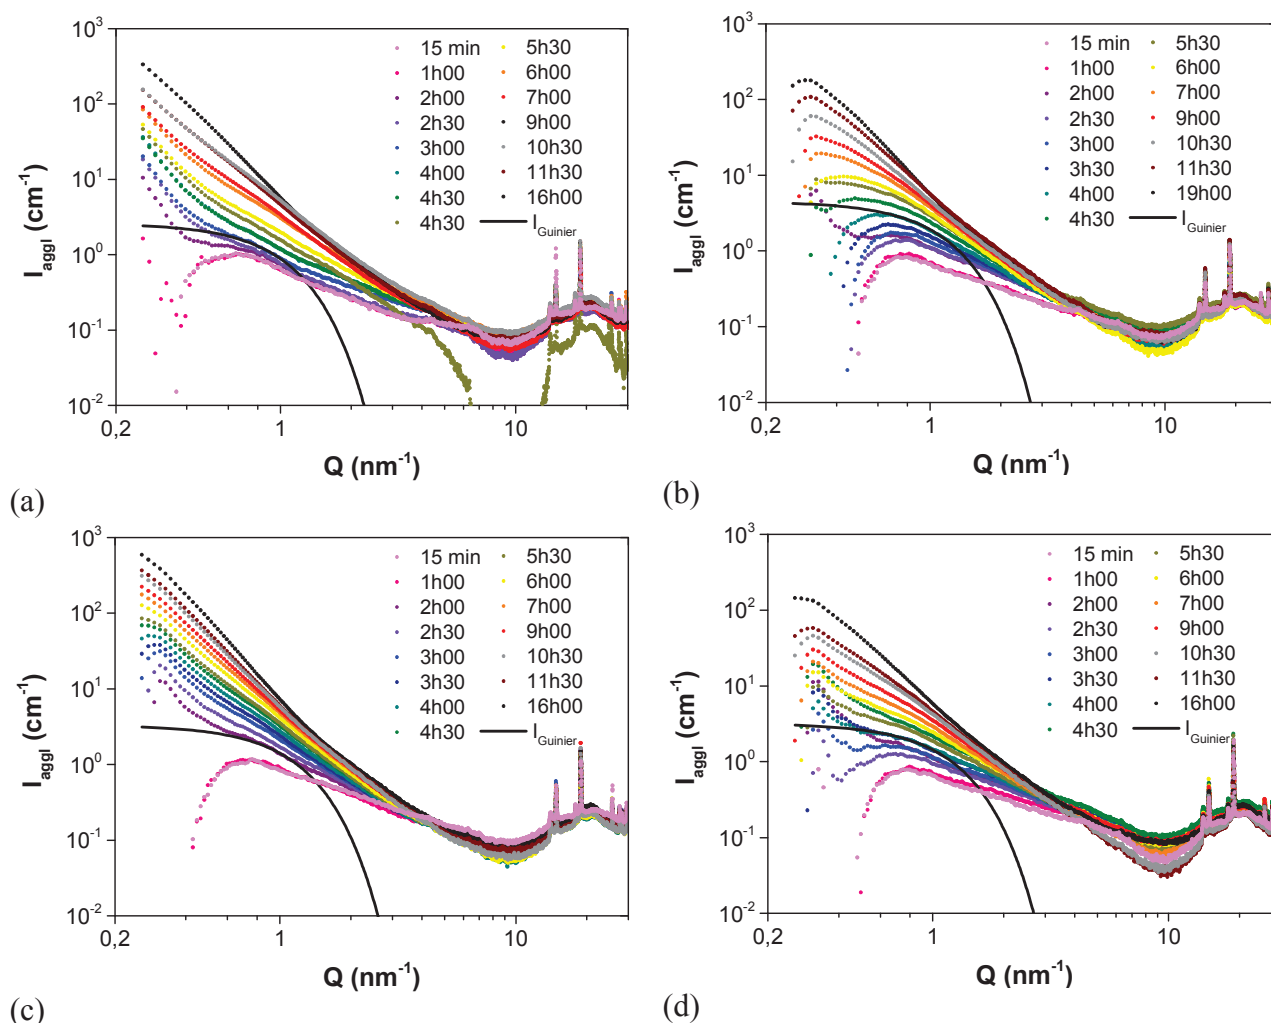 10³
10²
10¹
10⁰
10⁻¹
10⁻²
I_aggl (cm⁻¹)
0,2
1
10
Q (nm⁻¹)
15 min
1h00
2h00
2h30
3h00
4h00
4h30
4h30
5h30
6h00
7h00
9h00
10h30
11h30
16h00
I_Guinier
(a)
10³
10²
10¹
10⁰
10⁻¹
10⁻²
I_aggl (cm⁻¹)
0,2
1
10
Q (nm⁻¹)
15 min
1h00
2h00
2h30
3h00
3h30
4h00
4h30
5h30
6h00
7h00
9h00
10h30
11h30
19h00
I_Guinier
(b)
10³
10²
10¹
10⁰
10⁻¹
10⁻²
I_aggl (cm⁻¹)
0,2
1
10
Q (nm⁻¹)
15 min
1h00
2h00
2h30
3h00
3h30
4h00
4h30
5h30
6h00
7h00
9h00
10h30
11h30
16h00
I_Guinier
(c)
10³
10²
10¹
10⁰
10⁻¹
10⁻²
I_aggl (cm⁻¹)
0,2
1
10
Q (nm⁻¹)
15 min
1h00
2h00
2h30
3h00
3h30
4h00
4h30
5h30
6h00
7h00
9h00
10h30
11h30
16h00
I_Guinier
(d)